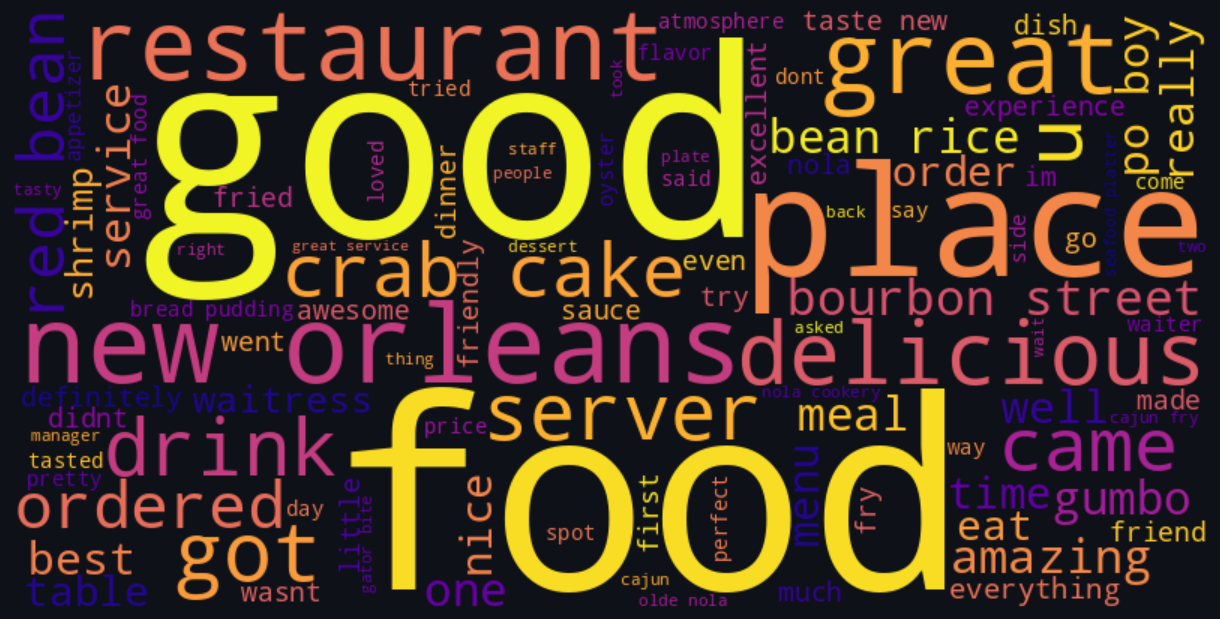 restaurant
atmosphere
taste new
dish
great
po boy
really
red bean
appetizer
service
great food
shrimp
tasty
good
tried
flavor
took
excellent
dont
experience
bean rice
u
nola
order
im
come
loved
staff
people
oyster
plate
said
fried
dinner
right
place
back
say
side
go
seafood platter
two
great service
dessert
crab cake
even
friendly
try
bourbon street
bread pudding
awesome
sauce
new orleans
went
thing
delicious
asked
wait
waiter
definitely
waitress
nola cookery
didnt
price
server
meal
well
made
cajun fry
manager
drink
came
way
tasted
pretty
food
ordered
day
little
gator bite
nice
spot
first
perfect
menu
fry
time
gumbo
eat
friend
best
got
amazing
table
wasnt
one
cajun
olde nola
much
everything